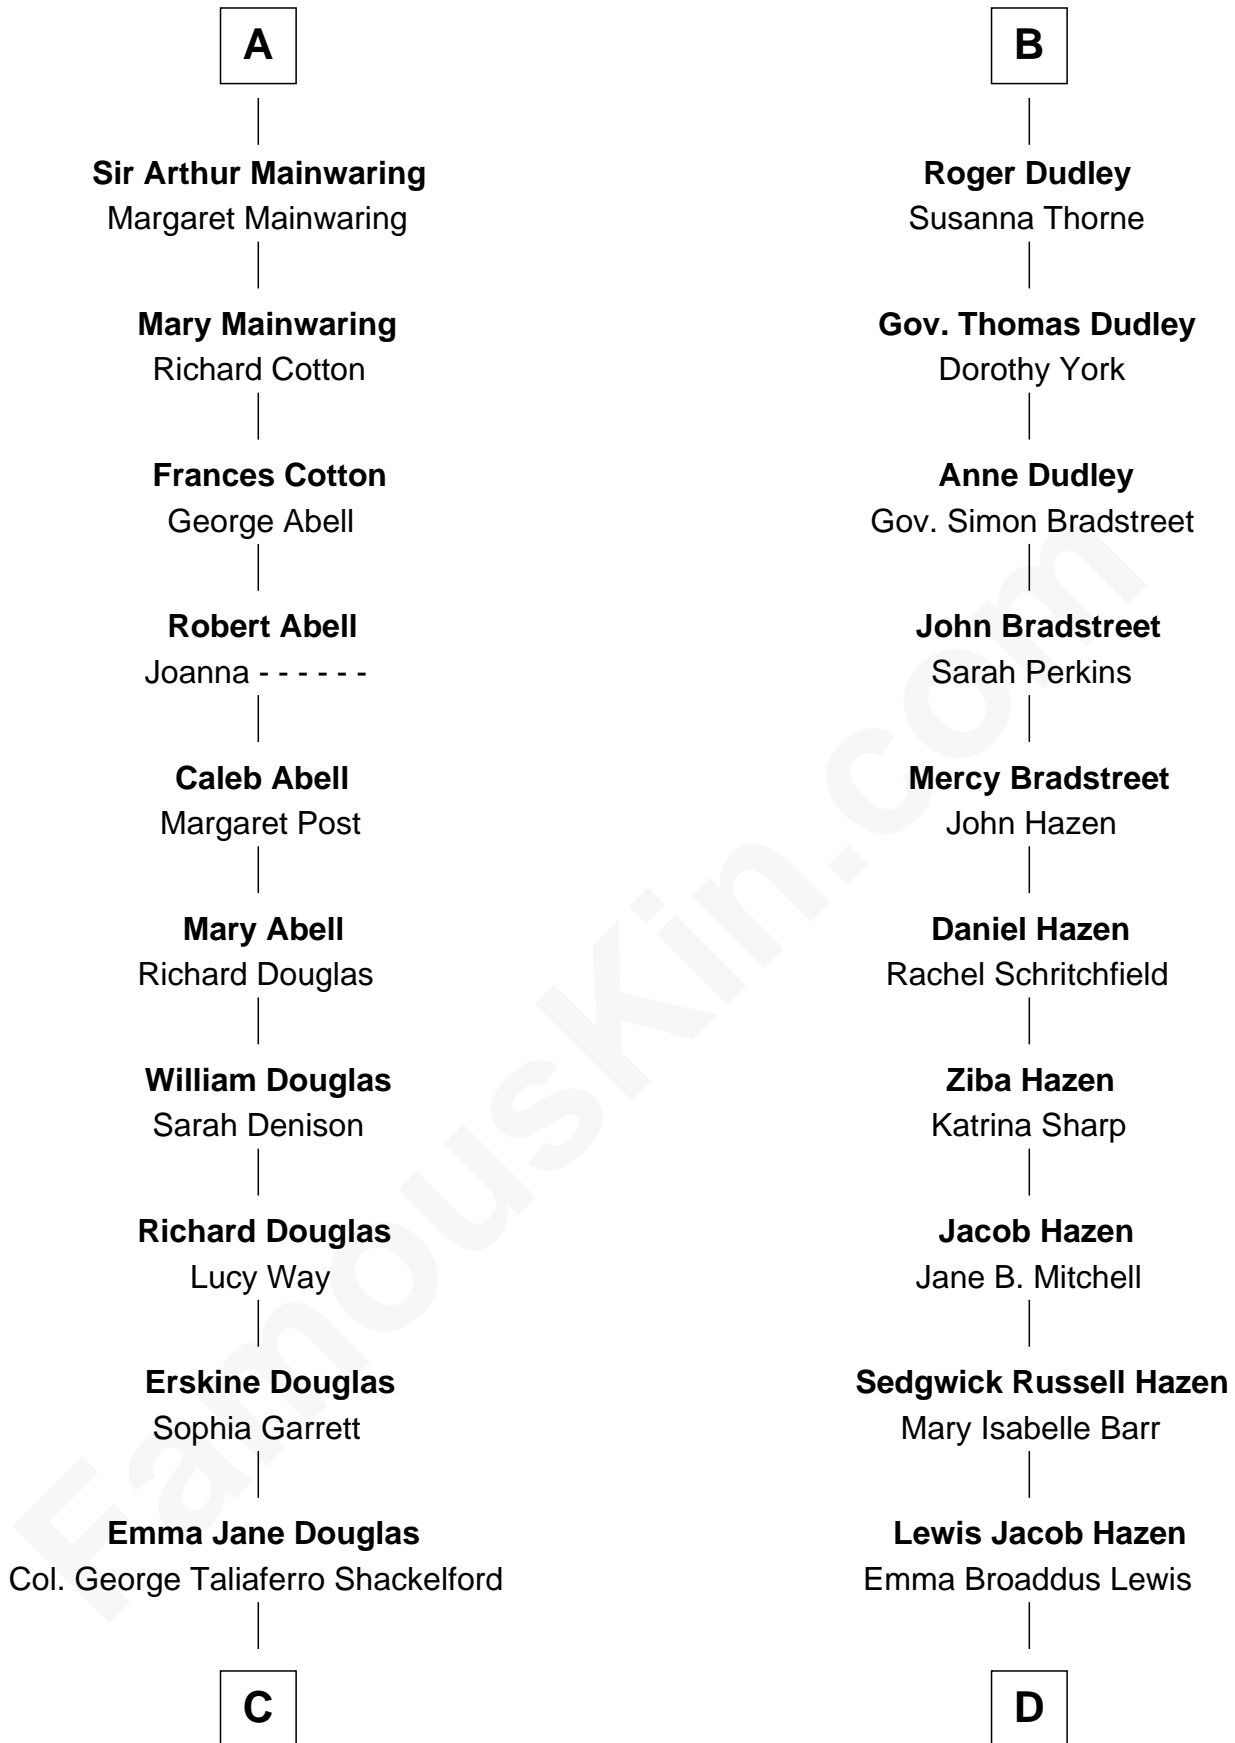 A
Sir Arthur Mainwaring
Margaret Mainwaring
Mary Mainwaring
Richard Cotton
Frances Cotton
George Abell
Robert Abell
Joanna - - - - - -
Caleb Abell
Margaret Post
Mary Abell
Richard Douglas
William Douglas
Sarah Denison
Richard Douglas
Lucy Way
Erskine Douglas
Sophia Garrett
Emma Jane Douglas
Col. George Taliaferro Shackelford
C
B
Roger Dudley
Susanna Thorne
Gov. Thomas Dudley
Dorothy York
Anne Dudley
Gov. Simon Bradstreet
John Bradstreet
Sarah Perkins
Mercy Bradstreet
John Hazen
Daniel Hazen
Rachel Schritchfield
Ziba Hazen
Katrina Sharp
Jacob Hazen
Jane B. Mitchell
Sedgwick Russell Hazen
Mary Isabelle Barr
Lewis Jacob Hazen
Emma Broaddus Lewis
D
FamousKin.com